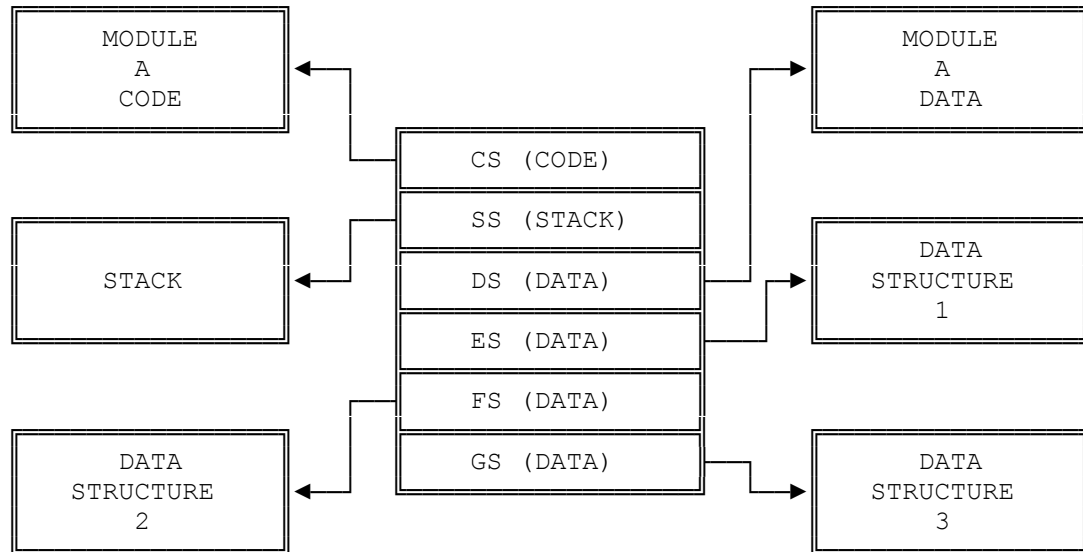 MODULE
A
CODE
MODULE
A
DATA
CS (CODE)
SS (STACK)
DS (DATA)
ES (DATA)
FS (DATA)
GS (DATA)
STACK
DATA
STRUCTURE
1
DATA
STRUCTURE
2
DATA
STRUCTURE
3